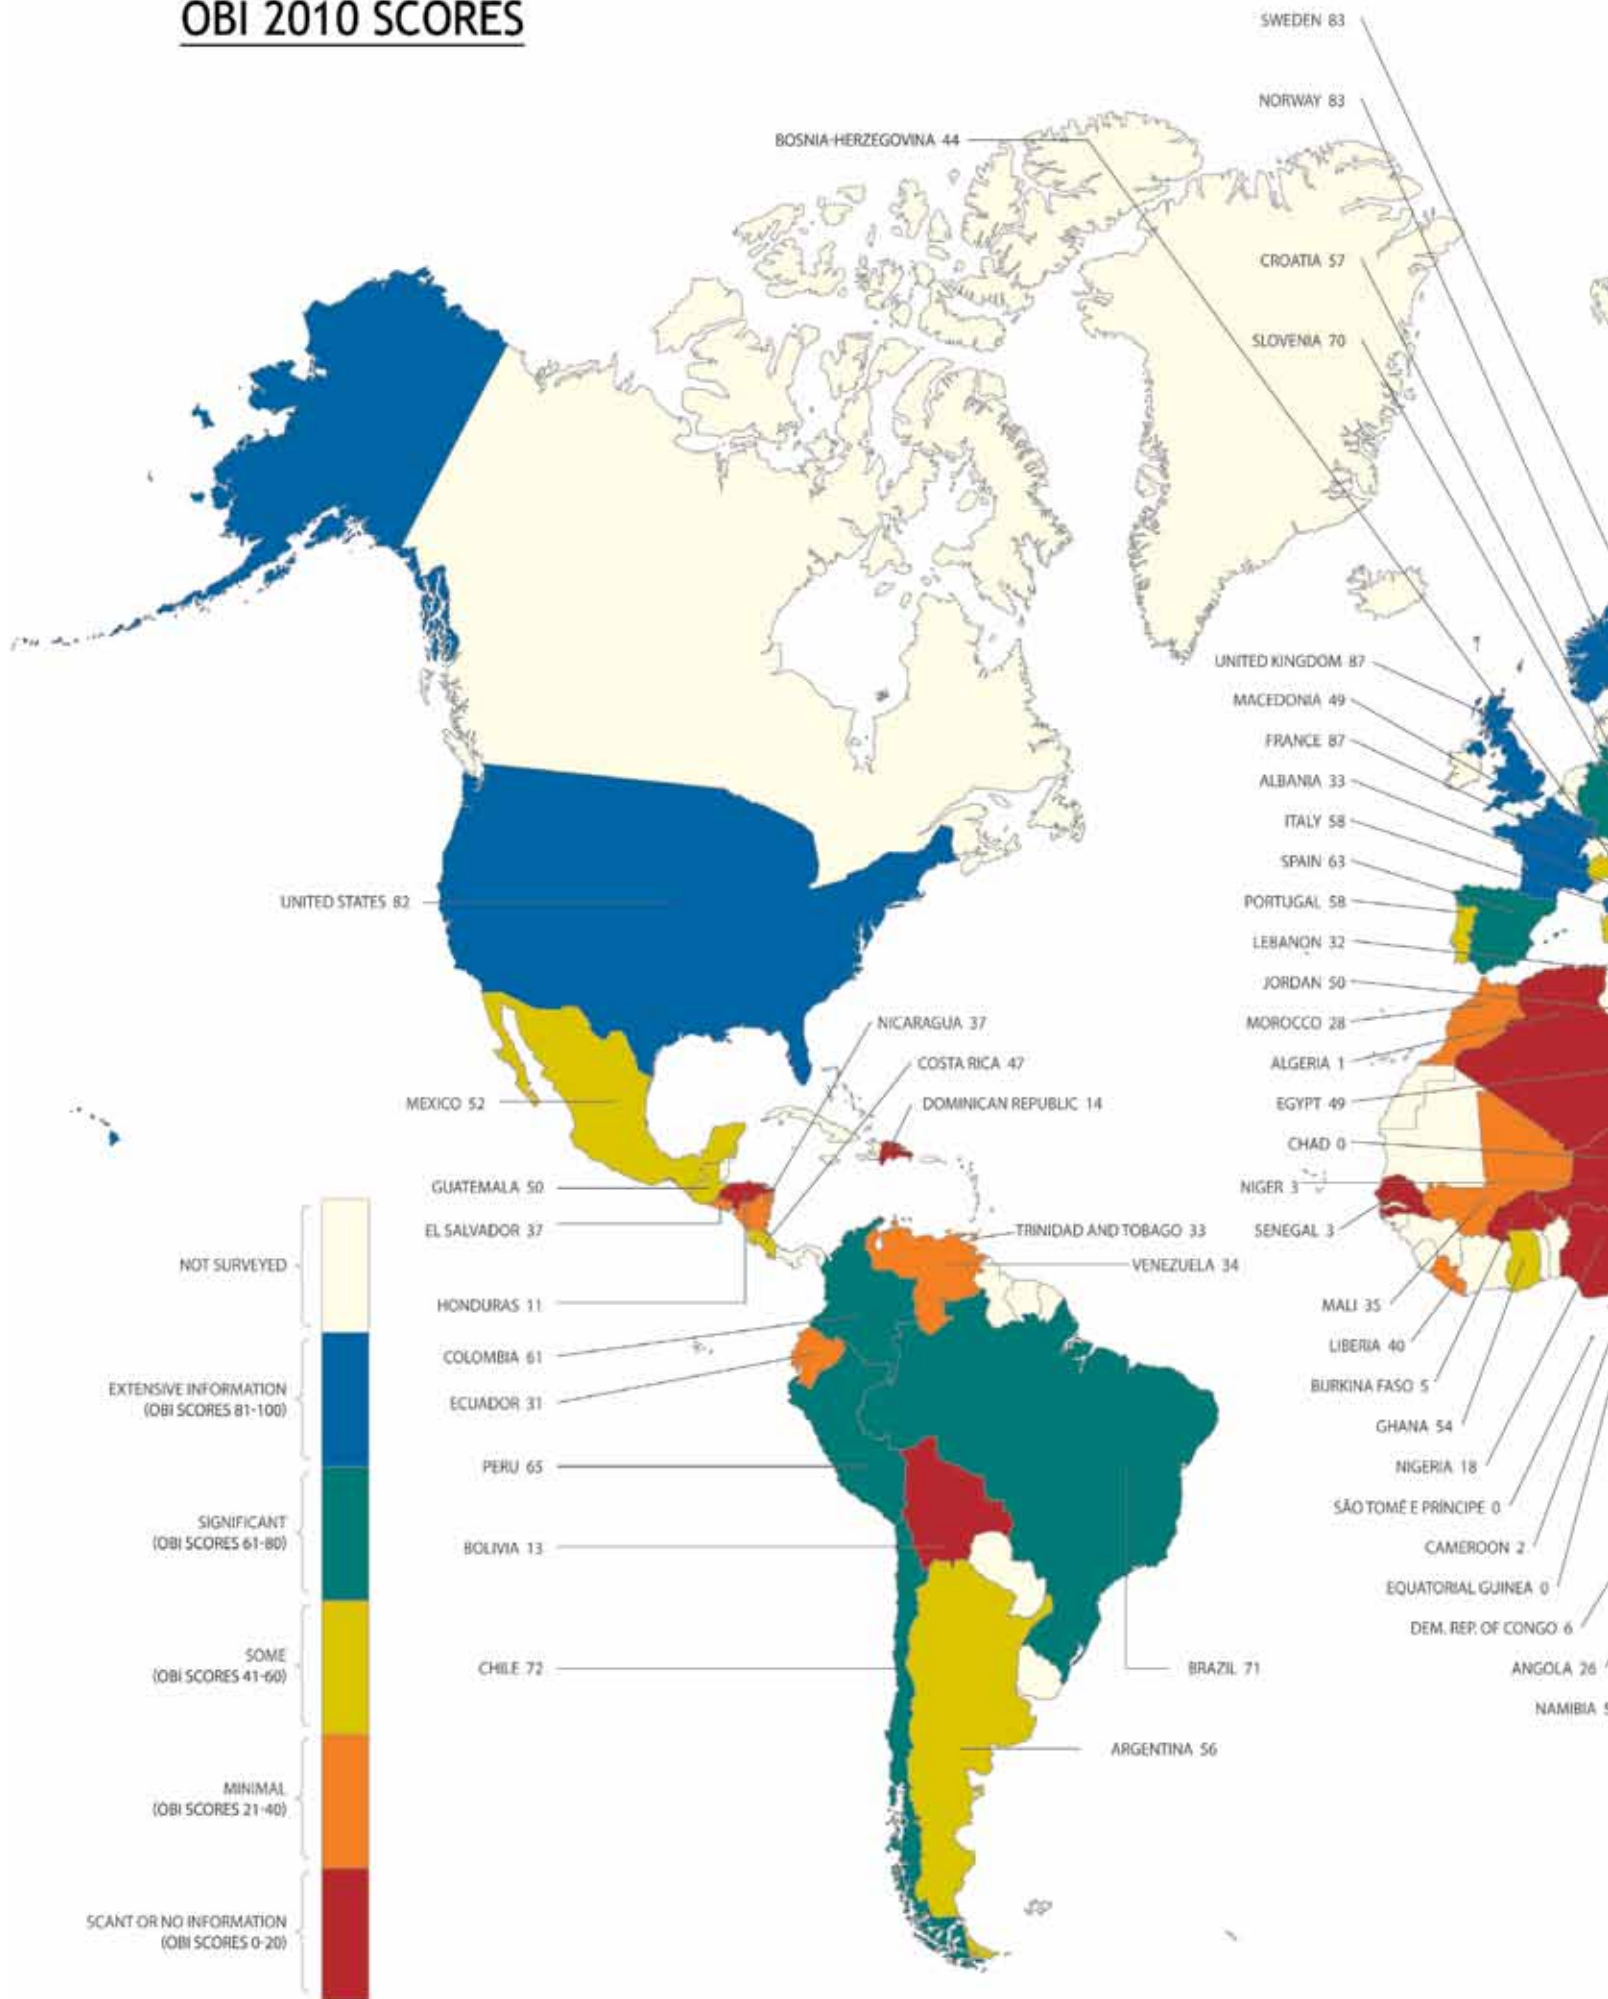 OBI 2010 SCORES
SWEDEN 83
NORWAY 83
BOSNIA-HERZEGOVINA 44
CROATIA 57
SLOVENIA 70
UNITED KINGDOM 87
MACEDONIA 49
FRANCE 87
ALBANIA 33
ITALY 58
SPAIN 63
PORTUGAL 58
LEBANON 32
JORDAN 50
MOROCCO 28
ALGERIA 1
EGYPT 49
CHAD 0
NIGER 3
SENEGAL 3
MALI 35
LIBERIA 40
BURKINA FASO 5
GHANA 54
NIGERIA 18
SÃO TOMÉ E PRÍNCIPE 0
CAMEROON 2
EQUATORIAL GUINEA 0
DEM. REP. OF CONGO 6
ANGOLA 26
NAMIBIA 5
UNITED STATES 82
MEXICO 52
NICARAGUA 37
COSTA RICA 47
DOMINICAN REPUBLIC 14
GUATEMALA 50
EL SALVADOR 37
HONDURAS 11
TRINIDAD AND TOBAGO 33
VENEZUELA 34
COLOMBIA 61
ECUADOR 31
PERU 65
BOLIVIA 13
CHILE 72
BRAZIL 71
ARGENTINA 56
NOT SURVEYED
EXTENSIVE INFORMATION
(OBI SCORES 81-100)
SIGNIFICANT
(OBI SCORES 61-80)
SOME
(OBI SCORES 41-60)
MINIMAL
(OBI SCORES 21-40)
SCANT OR NO INFORMATION
(OBI SCORES 0-20)